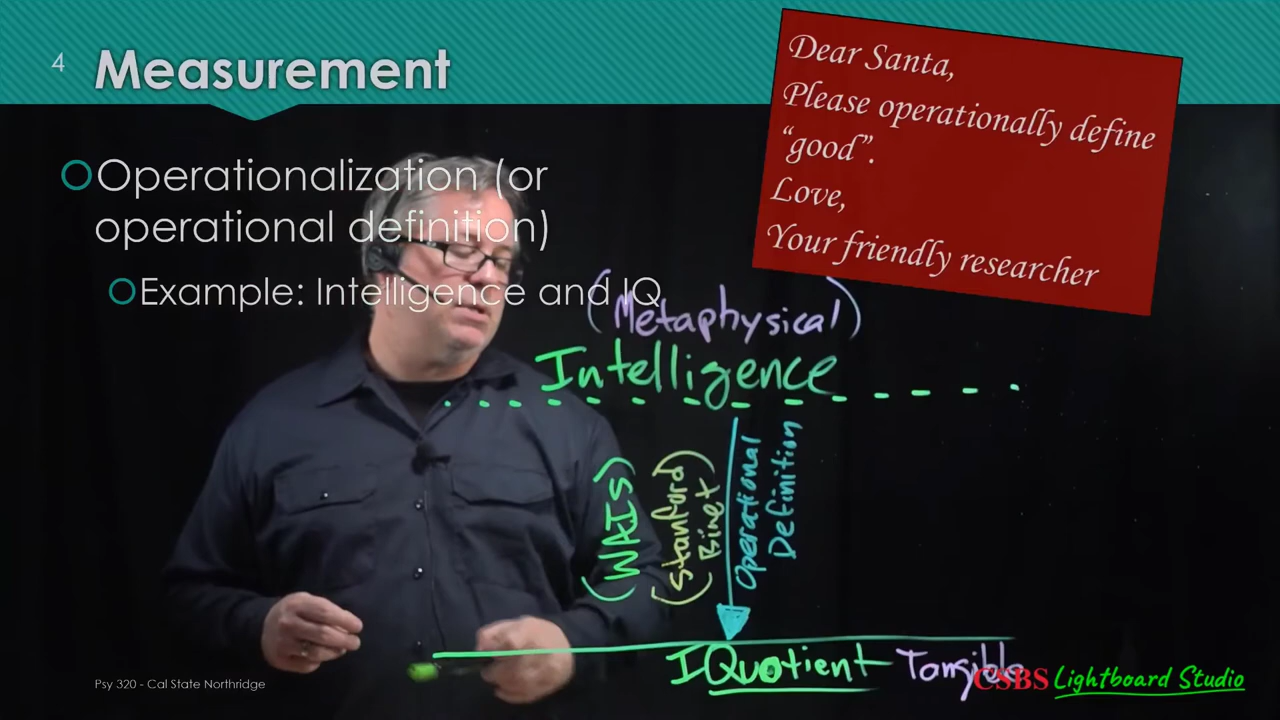 4
Measurement
Dear Santa,
Please operationally define
“good”.
Love,
Your friendly researcher
Operationalization (or
operational definition)
Example: Intelligence and IQ
(Metaphysical)
Intelligence
(WAIS)
(Stanford)
(Binet
Operational
Definition
IQuotient Tangible
Psy 320 - Cal State Northridge
CSBS Lightboard Studio